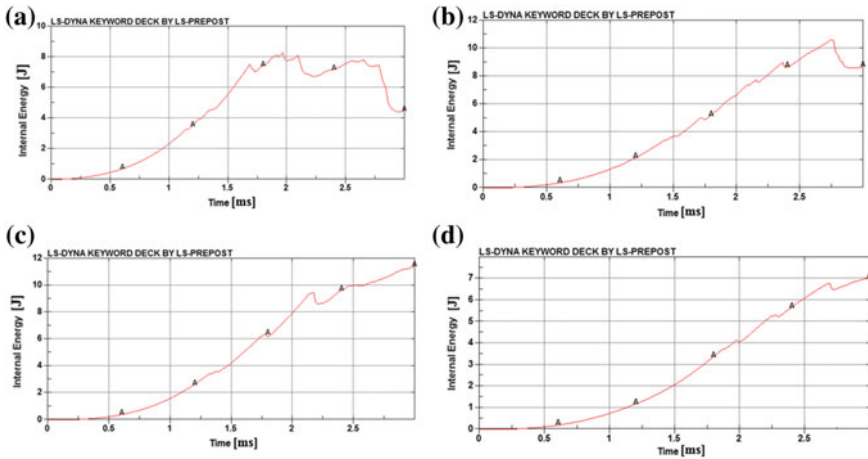 (a)
LS-DYNA KEYWORD DECK BY LS-PREPOST
Internal Energy [J]
10
8
6
4
2
0
A
A
A
A
A
0
0.5
1
1.5
2
2.5
Time [ms]
(b)
LS-DYNA KEYWORD DECK BY LS-PREPOST
Internal Energy [J]
12
10
8
6
4
2
0
A
A
A
A
A
0
0.5
1
1.5
2
2.5
Time [ms]
(c)
LS-DYNA KEYWORD DECK BY LS-PREPOST
Internal Energy [J]
12
10
8
6
4
2
0
A
A
A
A
A
0
0.5
1
1.5
2
2.5
Time [ms]
(d)
LS-DYNA KEYWORD DECK BY LS-PREPOST
Internal Energy [J]
7
6
5
4
3
2
1
0
A
A
A
A
A
0
0.5
1
1.5
2
2.5
Time [ms]